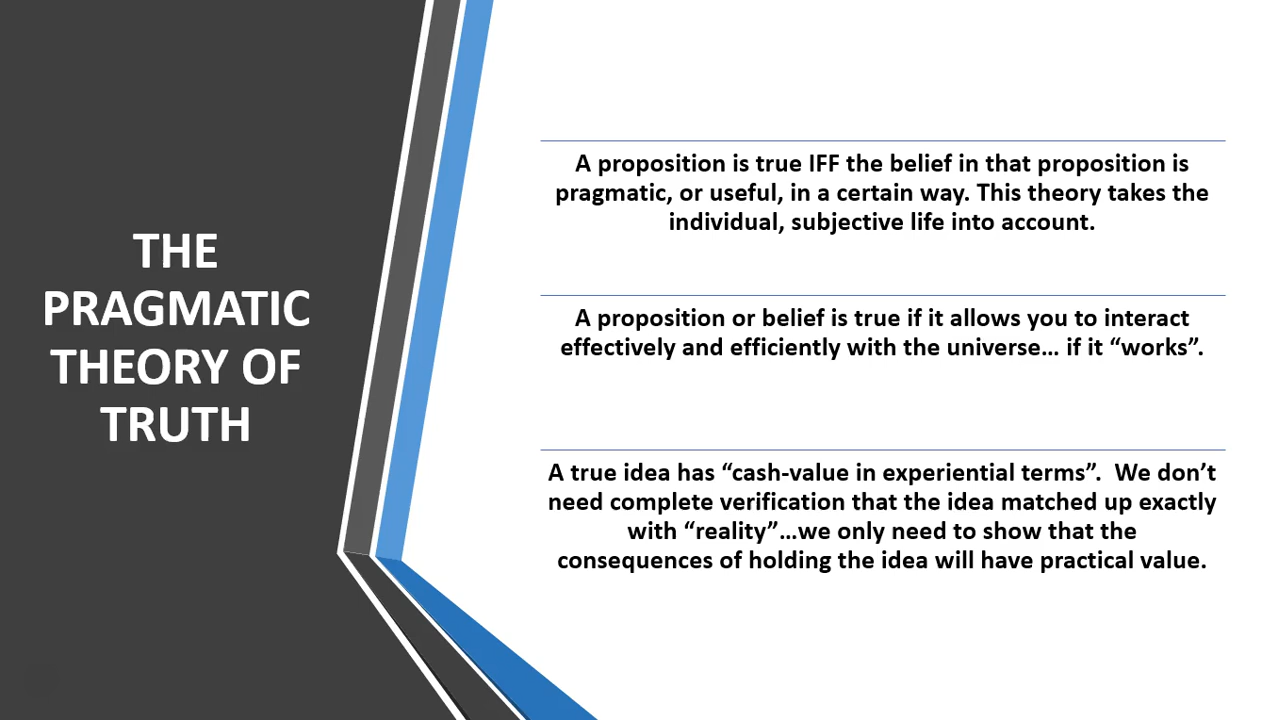 THE
PRAGMATIC
THEORY OF
TRUTH
A proposition is true IFF the belief in that proposition is
pragmatic, or useful, in a certain way. This theory takes the
individual, subjective life into account.
A proposition or belief is true if it allows you to interact
effectively and efficiently with the universe… if it “works”.
A true idea has “cash-value in experiential terms”.  We don’t
need complete verification that the idea matched up exactly
with “reality”…we only need to show that the
consequences of holding the idea will have practical value.